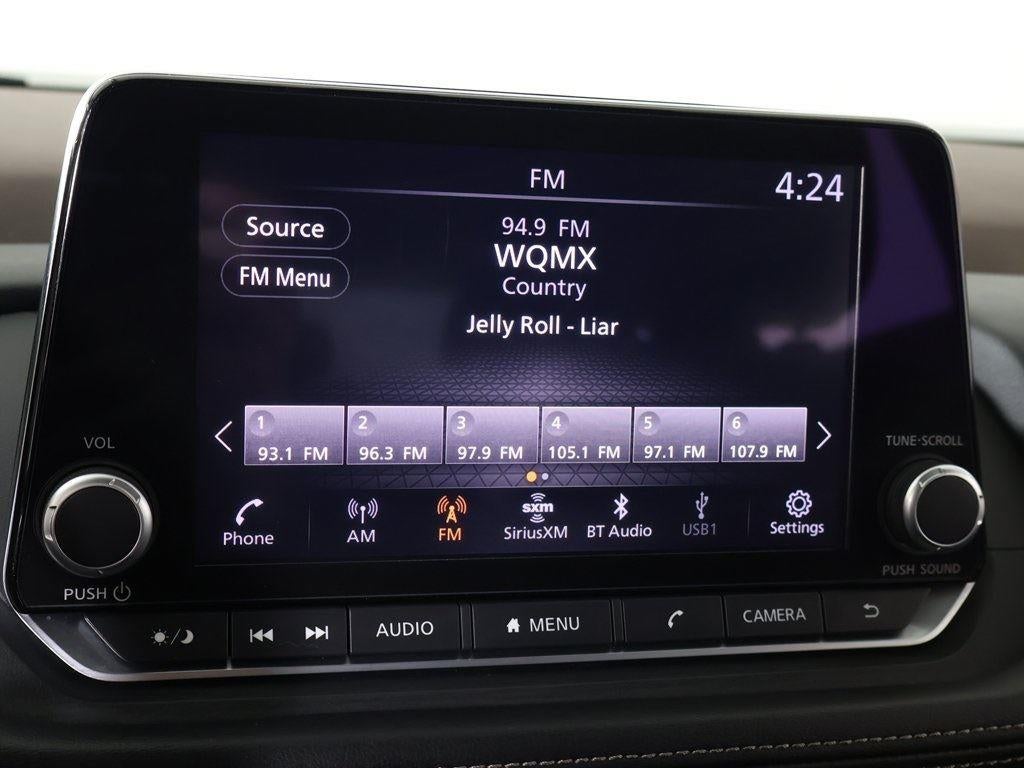 FM
4:24
Source
FM Menu
94.9 FM
WQMX
Country
Jelly Roll - Liar
1 2 3 4 5 6
93.1 FM 96.3 FM 97.9 FM 105.1 FM 97.1 FM 107.9 FM
Phone AM FM sxm SiriusXM BT Audio USB1 Settings
VOL
PUSH
TUNE·SCROLL
PUSH SOUND
AUDIO MENU CAMERA